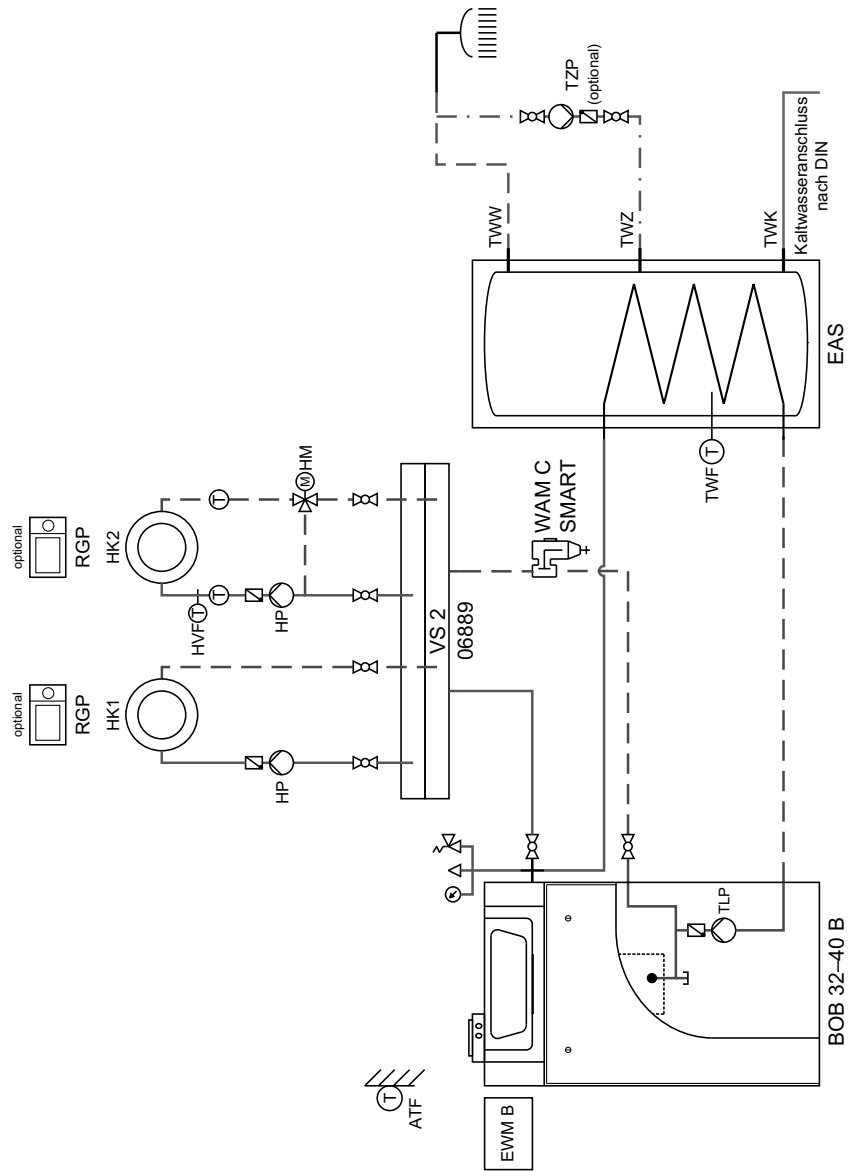 optional
RGP
HK1
HP
optional
RGP
HK2
HVF
T
T
HP
T
M
HM
VS 2
06889
WAM C
SMART
T
ATF
EWM B
BOB 32–40 B
TLP
TWF
T
EAS
TWW
TWZ
TWK
Kaltwasseranschluss
nach DIN
TZP
(optional)